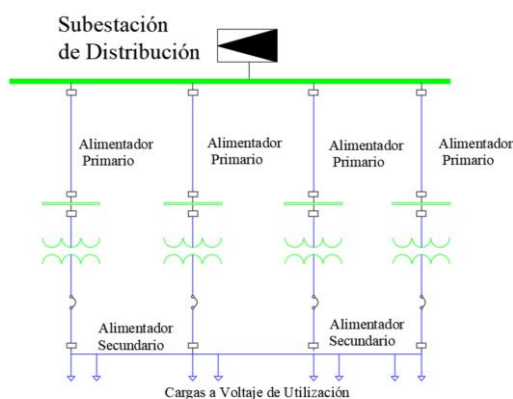 Subestación
de Distribución
Alimentador
Primario
Alimentador
Primario
Alimentador
Primario
Alimentador
Primario
Alimentador
Secundario
Alimentador
Secundario
Cargas a Voltaje de Utilización